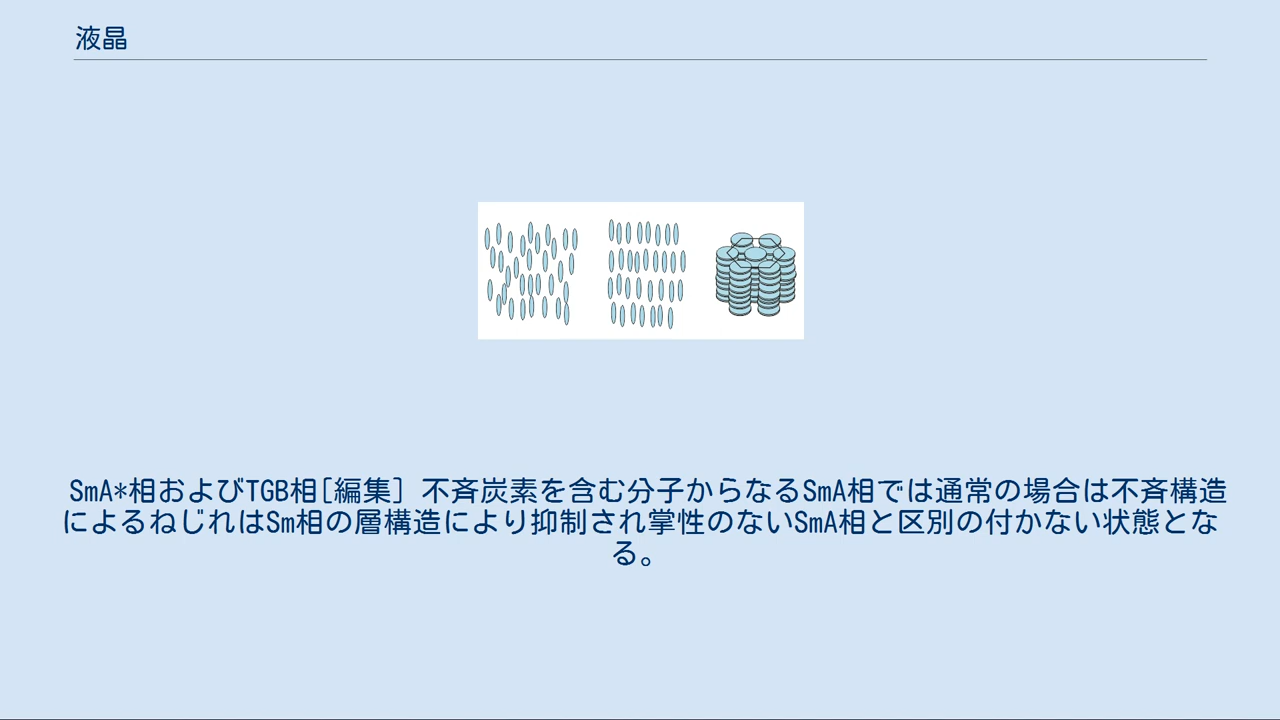 液晶
SmA*相およびTGB相[編集] 不斉炭素を含む分子からなるSmA相では通常の場合は不斉構造
によるねじれはSm相の層構造により抑制され掌性のないSmA相と区別の付かない状態とな
る。